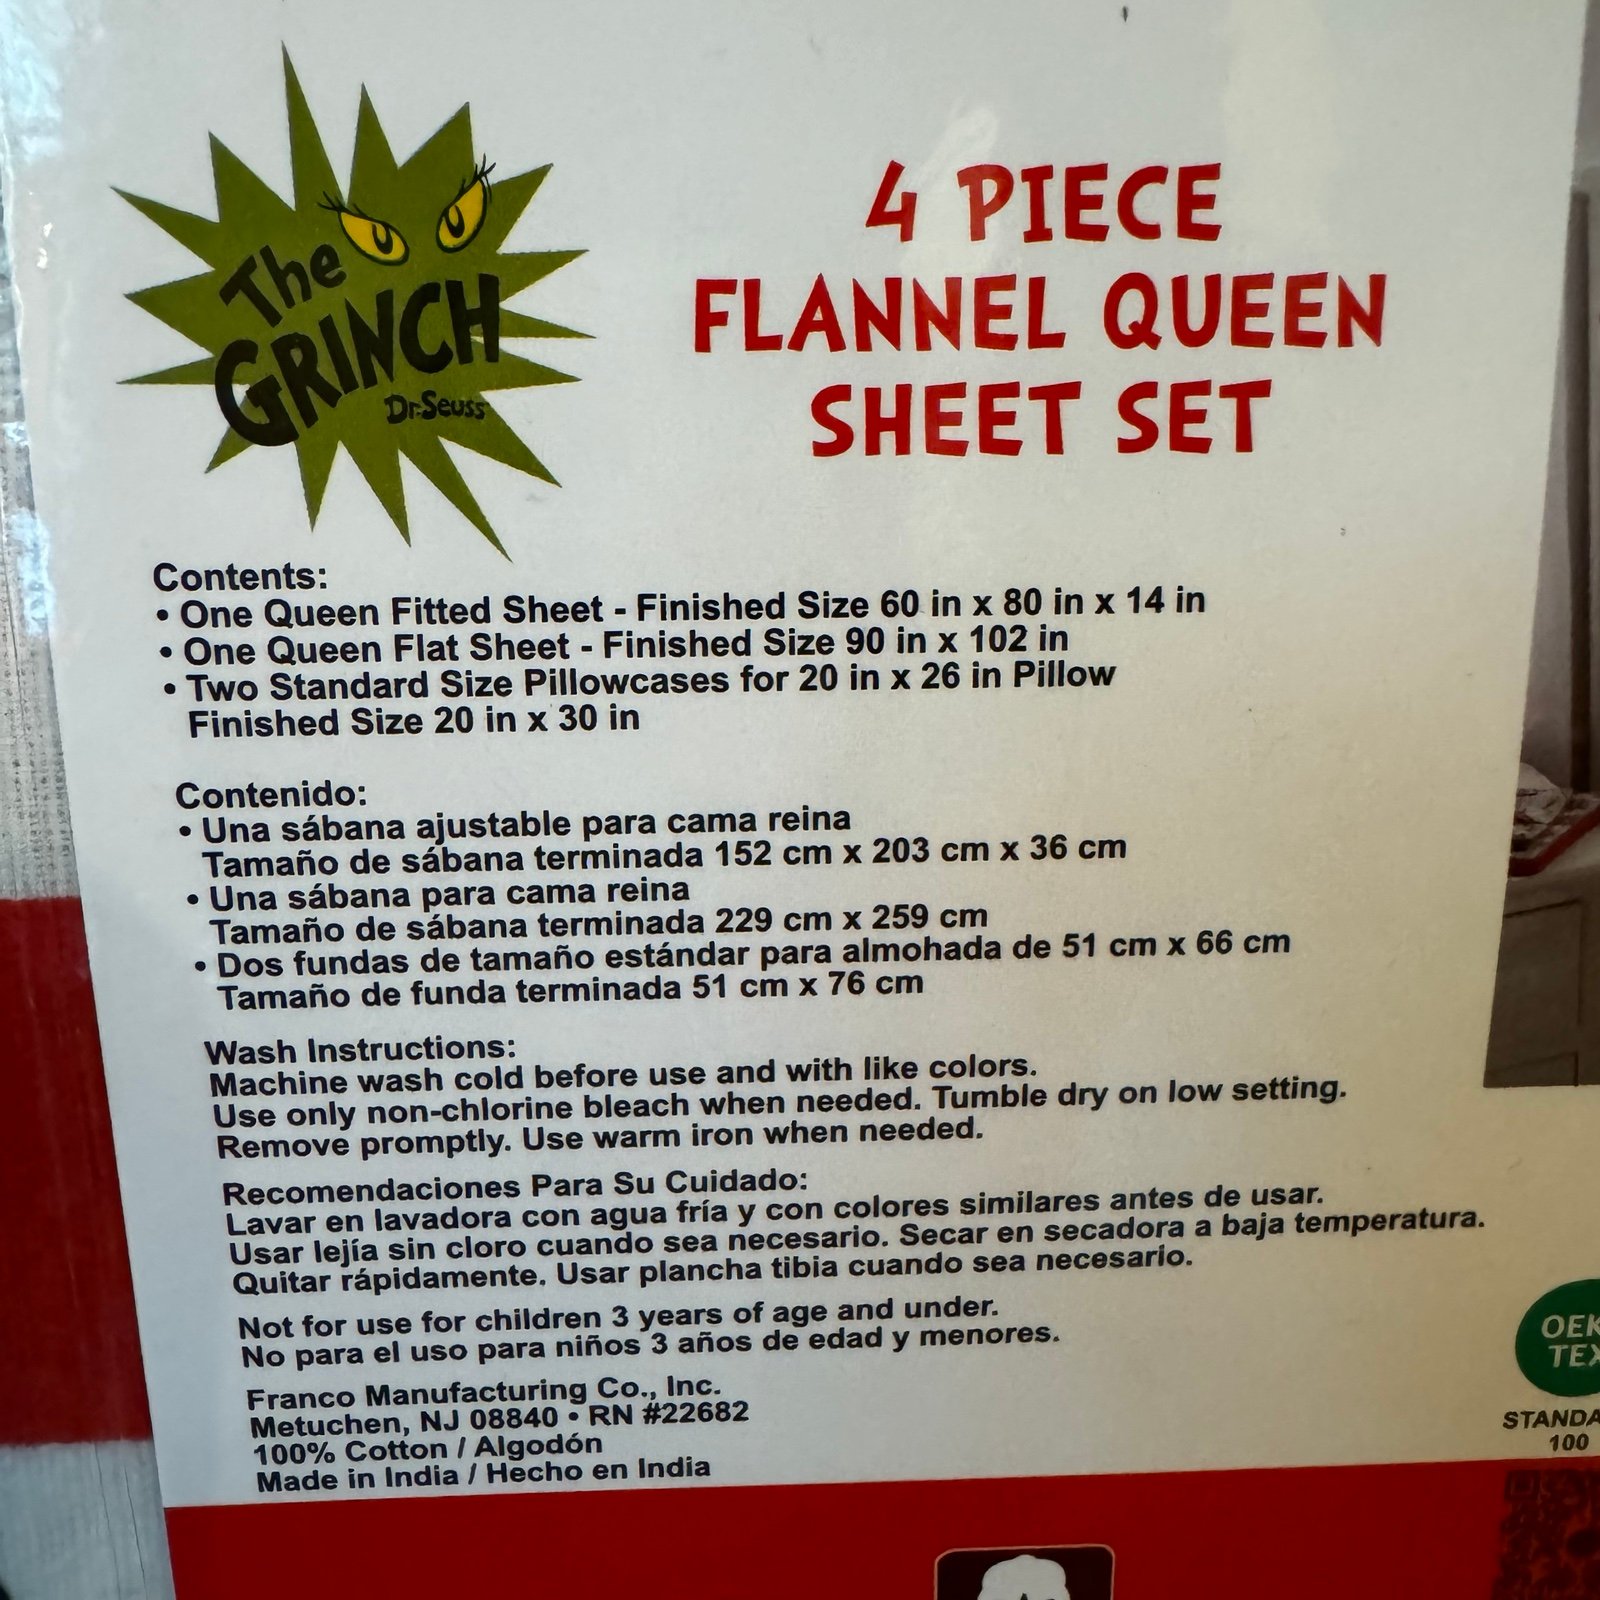 The
GRINCH
Dr. Seuss
4 PIECE
FLANNEL QUEEN
SHEET SET
Contents:
• One Queen Fitted Sheet - Finished Size 60 in x 80 in x 14 in
• One Queen Flat Sheet - Finished Size 90 in x 102 in
• Two Standard Size Pillowcases for 20 in x 26 in Pillow
Finished Size 20 in x 30 in
Contenido:
• Una sábana ajustable para cama reina
Tamaño de sábana terminada 152 cm x 203 cm x 36 cm
• Una sábana para cama reina
Tamaño de sábana terminada 229 cm x 259 cm
• Dos fundas de tamaño estándar para almohada de 51 cm x 66 cm
Tamaño de funda terminada 51 cm x 76 cm
Wash Instructions:
Machine wash cold before use and with like colors.
Use only non-chlorine bleach when needed. Tumble dry on low setting.
Remove promptly. Use warm iron when needed.
Recomendaciones Para Su Cuidado:
Lavar en lavadora con agua fría y con colores similares antes de usar.
Usar lejía sin cloro cuando sea necesario. Secar en secadora a baja temperatura.
Quitar rápidamente. Usar plancha tibia cuando sea necesario.
Not for use for children 3 years of age and under.
No para el uso para niños 3 años de edad y menores.
Franco Manufacturing Co., Inc.
Metuchen, NJ 08840 • RN #22682
100% Cotton / Algodón
Made in India / Hecho en India
OEK
TEX
STANDA
100